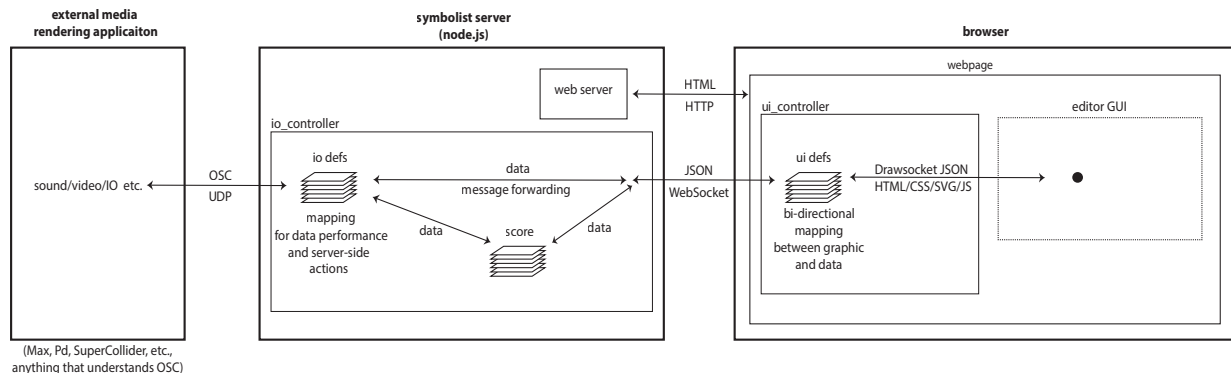 external media
rendering applicaiton
sound/video/IO etc.
(Max, Pd, SuperCollider, etc.,
anything that understands OSC)
OSC
UDP
symbolist server
(node.js)
web server
io_controller
io defs
mapping
for data performance
and server-side
actions
data
message forwarding
data
score
data
HTML
HTTP
JSON
WebSocket
browser
webpage
ui_controller
ui defs
bi-directional
mapping
between graphic
and data
Drawsocket JSON
HTML/CSS/SVG/JS
editor GUI